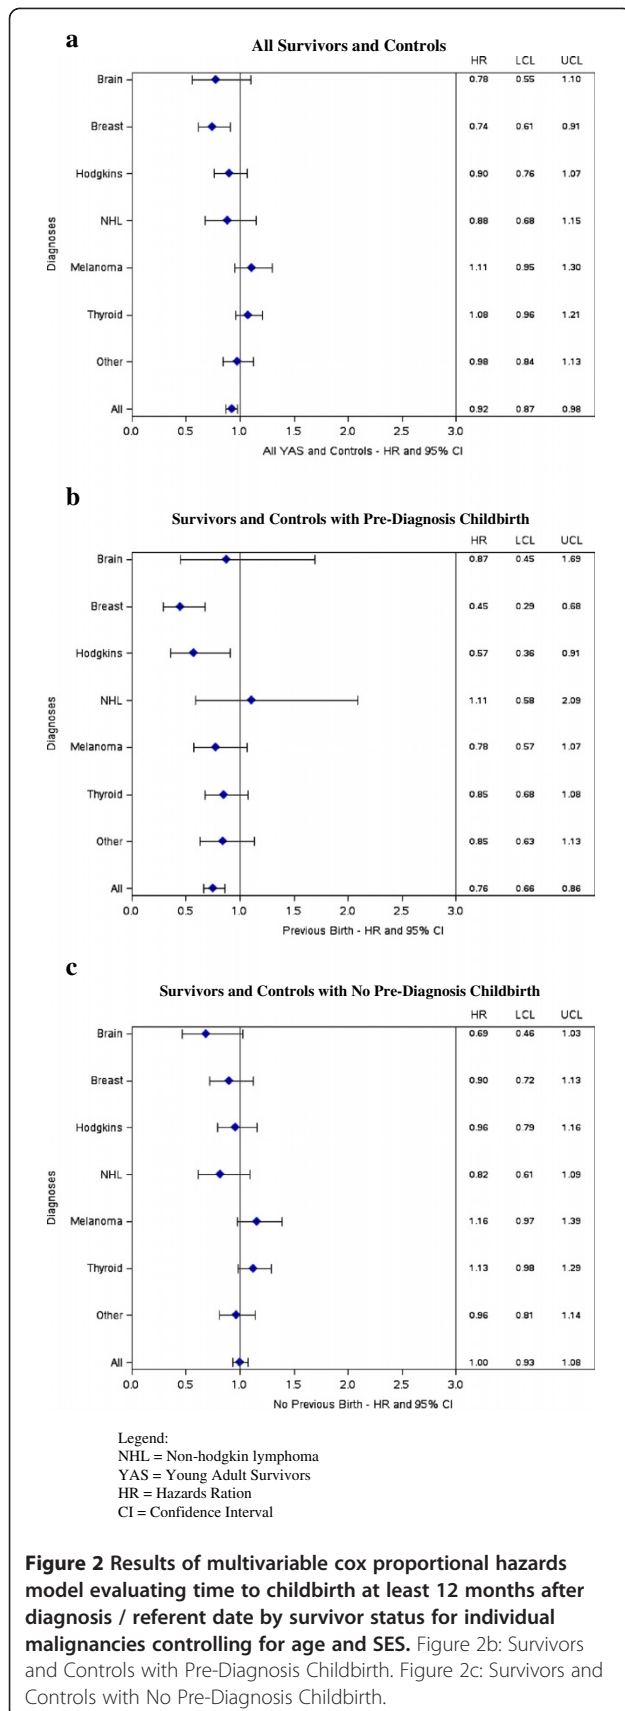 a
All Survivors and Controls
HR LCL UCL
Brain 0.78 0.55 1.10
Breast 0.74 0.61 0.91
Hodgkins 0.90 0.76 1.07
NHL 0.88 0.68 1.15
Diagnoses
Melanoma 1.11 0.95 1.30
Thyroid 1.08 0.96 1.21
Other 0.98 0.84 1.13
All 0.92 0.87 0.98
0.0 0.5 1.0 1.5 2.0 2.5 3.0
All YAS and Controls - HR and 95% CI
b
Survivors and Controls with Pre-Diagnosis Childbirth
HR LCL UCL
Brain 0.87 0.45 1.69
Breast 0.45 0.29 0.68
Hodgkins 0.57 0.36 0.91
NHL 1.11 0.58 2.09
Diagnoses
Melanoma 0.78 0.57 1.07
Thyroid 0.85 0.68 1.08
Other 0.85 0.63 1.13
All 0.76 0.66 0.86
0.0 0.5 1.0 1.5 2.0 2.5 3.0
Previous Birth - HR and 95% CI
c
Survivors and Controls with No Pre-Diagnosis Childbirth
HR LCL UCL
Brain 0.69 0.46 1.03
Breast 0.90 0.72 1.13
Hodgkins 0.96 0.79 1.16
NHL 0.82 0.61 1.09
Diagnoses
Melanoma 1.16 0.97 1.39
Thyroid 1.13 0.98 1.29
Other 0.96 0.81 1.14
All 1.00 0.93 1.08
0.0 0.5 1.0 1.5 2.0 2.5 3.0
No Previous Birth - HR and 95% CI
Legend:
NHL = Non-hodgkin lymphoma
YAS = Young Adult Survivors
HR = Hazards Ration
CI = Confidence Interval
Figure 2 Results of multivariable cox proportional hazards
model evaluating time to childbirth at least 12 months after
diagnosis / referent date by survivor status for individual
malignancies controlling for age and SES. Figure 2b: Survivors
and Controls with Pre-Diagnosis Childbirth. Figure 2c: Survivors and
Controls with No Pre-Diagnosis Childbirth.